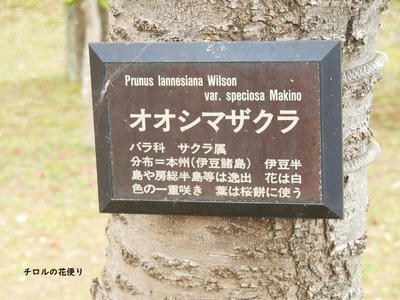 Prunus lannesiana Wilson
var. speciosa Makino
オオシマザクラ
バラ科 サクラ属
分布=本州(伊豆諸島) 伊豆半
島や房総半島等は逸出 花は白
色の一重咲き 葉は桜餅に使う
チロルの花便り